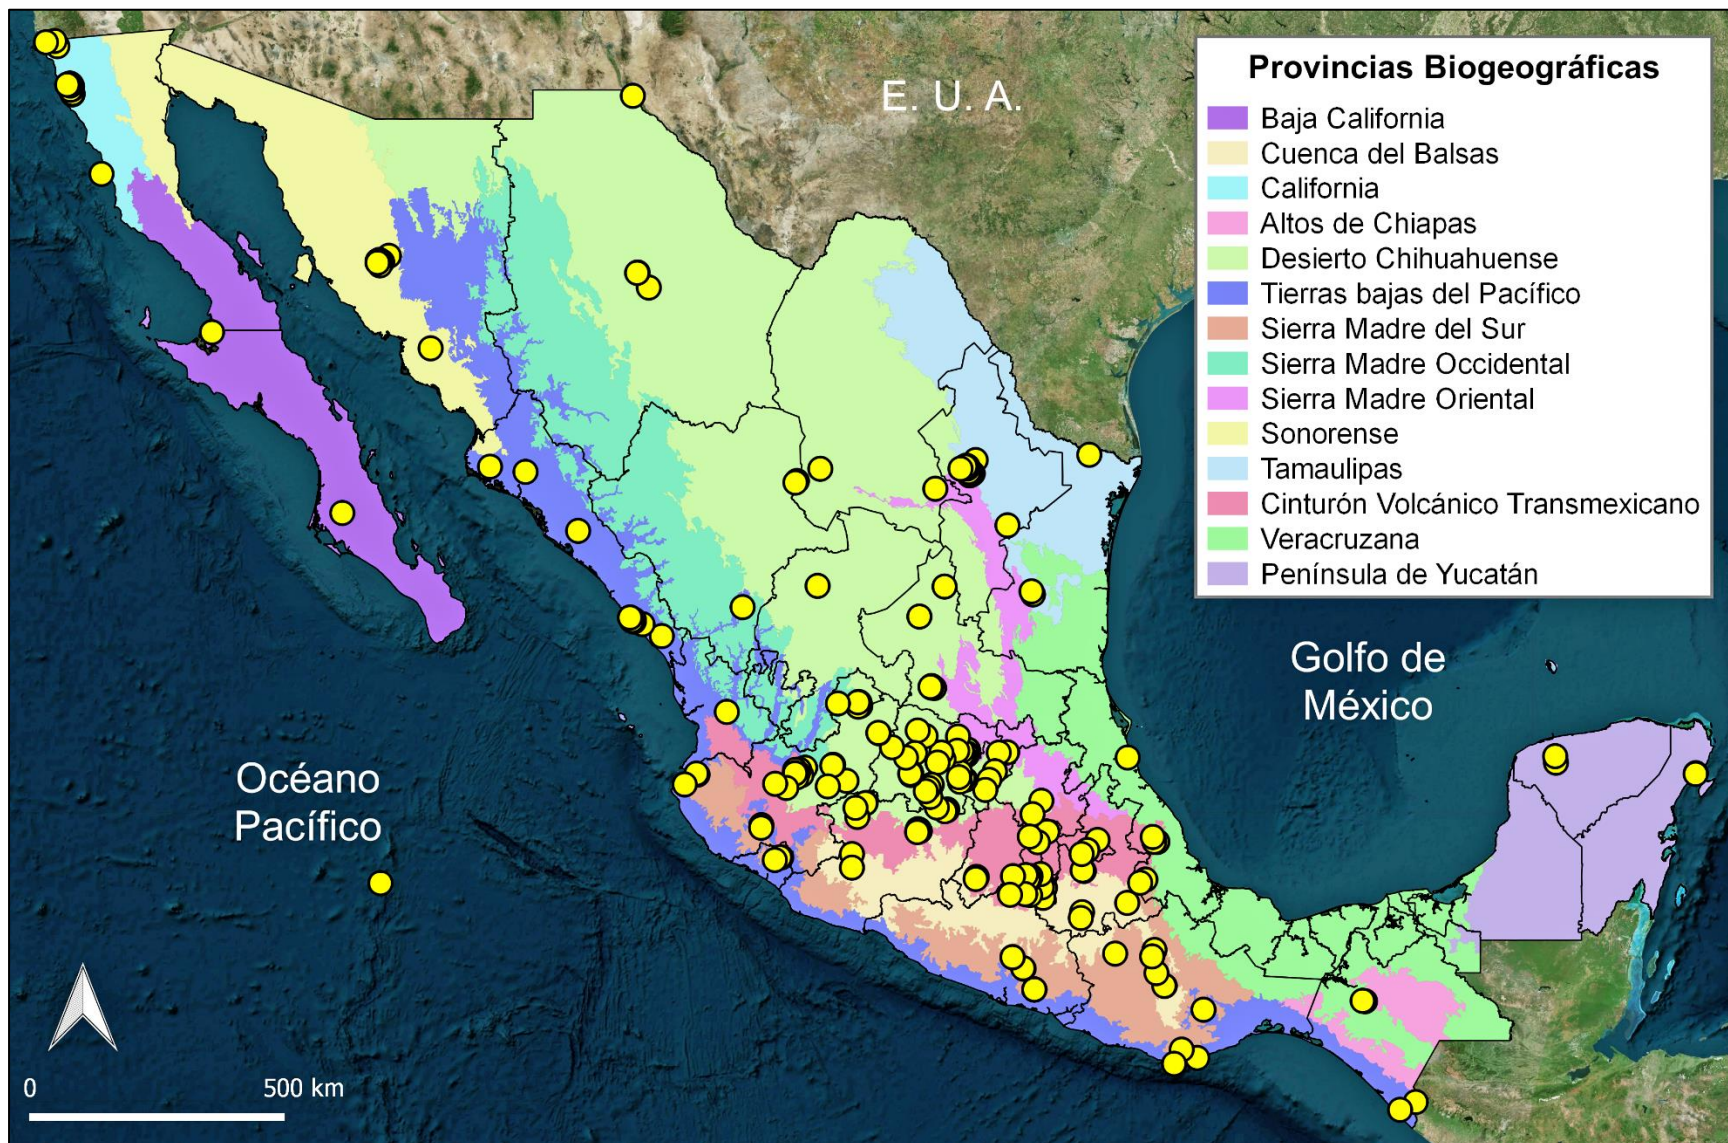 E. U. A.
Provincias Biogeográficas
Baja California
Cuenca del Balsas
California
Altos de Chiapas
Desierto Chihuahuense
Tierras bajas del Pacífico
Sierra Madre del Sur
Sierra Madre Occidental
Sierra Madre Oriental
Sonorense
Tamaulipas
Cinturón Volcánico Transmexicano
Veracruzana
Península de Yucatán
Golfo de
México
Océano
Pacífico
0 500 km